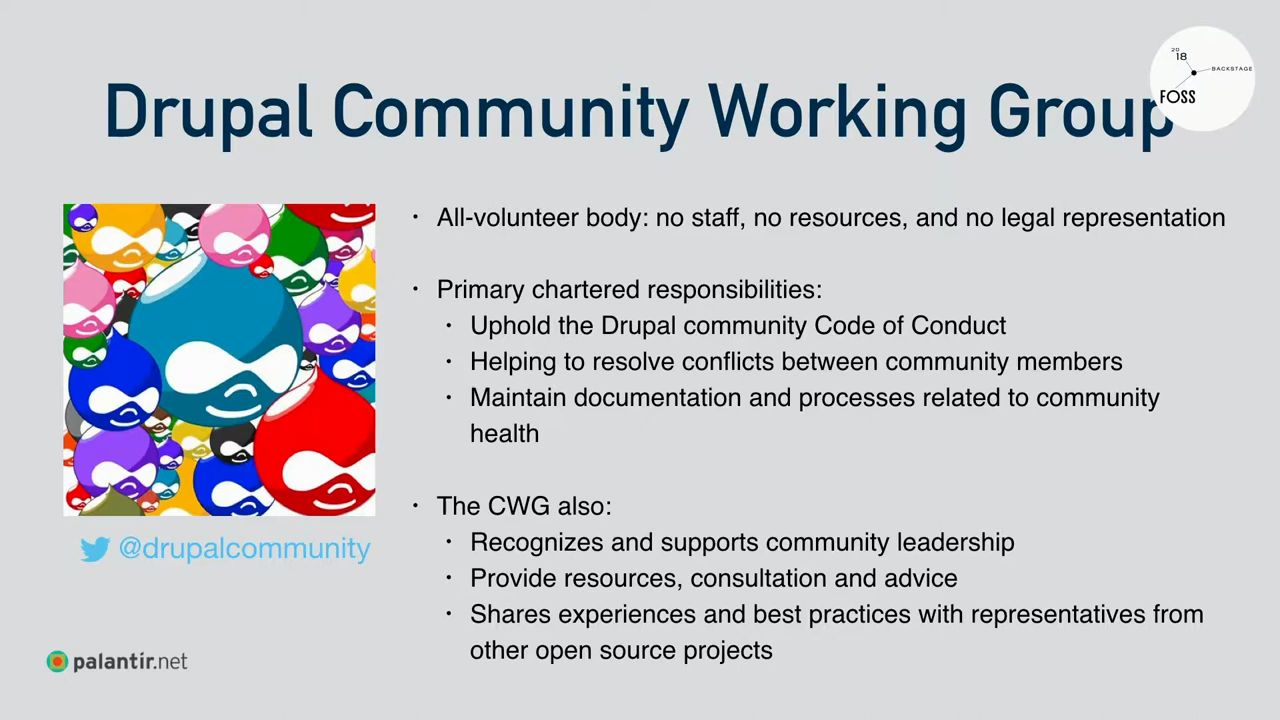 Drupal Community Working Group
20
18
BACKSTAGE
FOSS
• All-volunteer body: no staff, no resources, and no legal representation
• Primary chartered responsibilities:
• Uphold the Drupal community Code of Conduct
• Helping to resolve conflicts between community members
• Maintain documentation and processes related to community
health
• The CWG also:
• Recognizes and supports community leadership
• Provide resources, consultation and advice
• Shares experiences and best practices with representatives from
other open source projects
@drupalcommunity
palantir.net